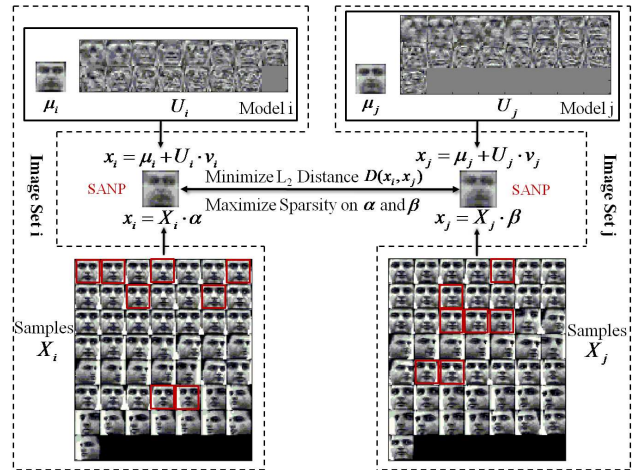 μi
Ui
Model i
μj
Uj
Model j
Image Set i
xi = μi + Ui · vi
SANP
xi = Xi · α
Minimize L2 Distance D(xi, xj)
Maximize Sparsity on α and β
xj = μj + Uj · vj
SANP
xj = Xj · β
Image Set j
Samples
Xi
Samples
Xj